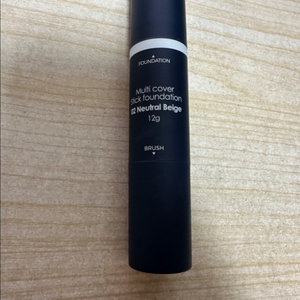 FOUNDATION
Multi cover
Stick foundation
02 Neutral Beige
12g
BRUSH